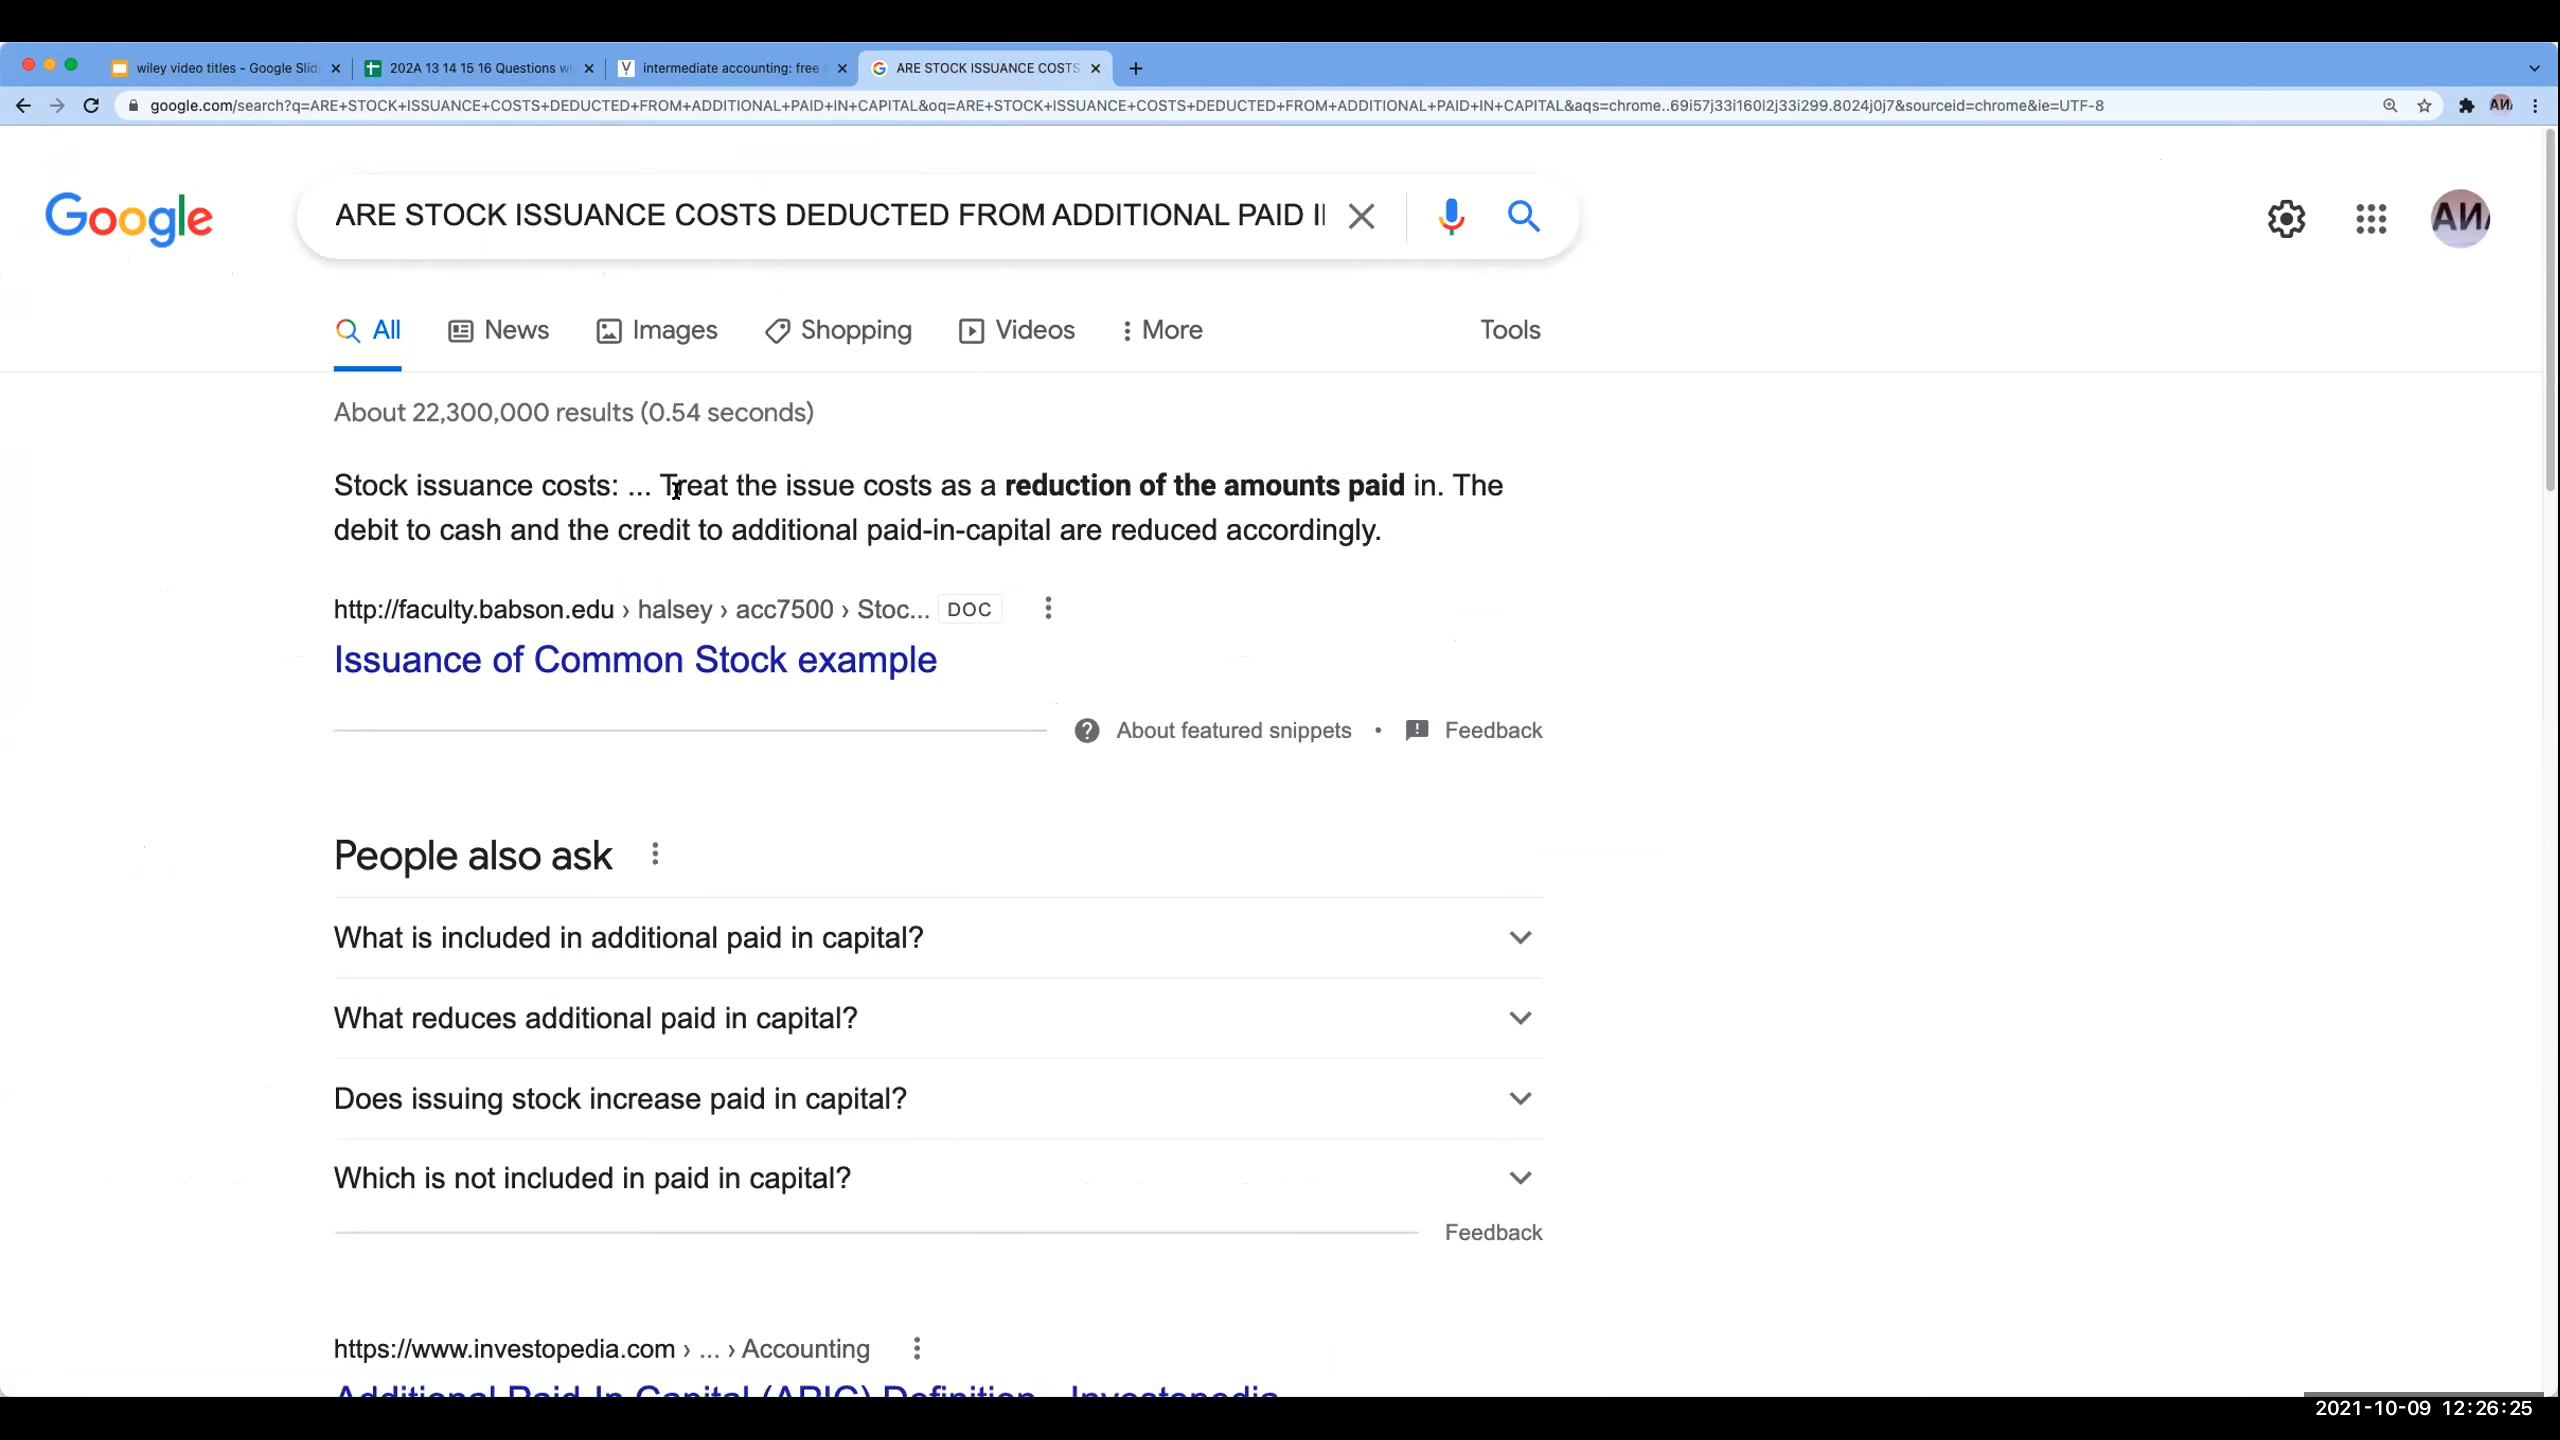 wiley video titles - Google Slid
202A 13 14 15 16 Questions w
intermediate accounting: free
ARE STOCK ISSUANCE COSTS
google.com/search?q=ARE+STOCK+ISSUANCE+COSTS+DEDUCTED+FROM+ADDITIONAL+PAID+IN+CAPITAL&oq=ARE+STOCK+ISSUANCE+COSTS+DEDUCTED+FROM+ADDITIONAL+PAID+IN+CAPITAL&aqs=chrome..69i57j33i160l2j33i299.8024j0j7&sourceid=chrome&ie=UTF-8
Google
ARE STOCK ISSUANCE COSTS DEDUCTED FROM ADDITIONAL PAID I
All
News
Images
Shopping
Videos
More
Tools
About 22,300,000 results (0.54 seconds)
Stock issuance costs: ... Treat the issue costs as a reduction of the amounts paid in. The
debit to cash and the credit to additional paid-in-capital are reduced accordingly.
http://faculty.babson.edu › halsey › acc7500 › Stoc... DOC
Issuance of Common Stock example
About featured snippets • Feedback
People also ask
What is included in additional paid in capital?
What reduces additional paid in capital?
Does issuing stock increase paid in capital?
Which is not included in paid in capital?
Feedback
https://www.investopedia.com › ... › Accounting
Additional Paid-In Capital (APIC) Definition - Investopedia
2021-10-09 12:26:25